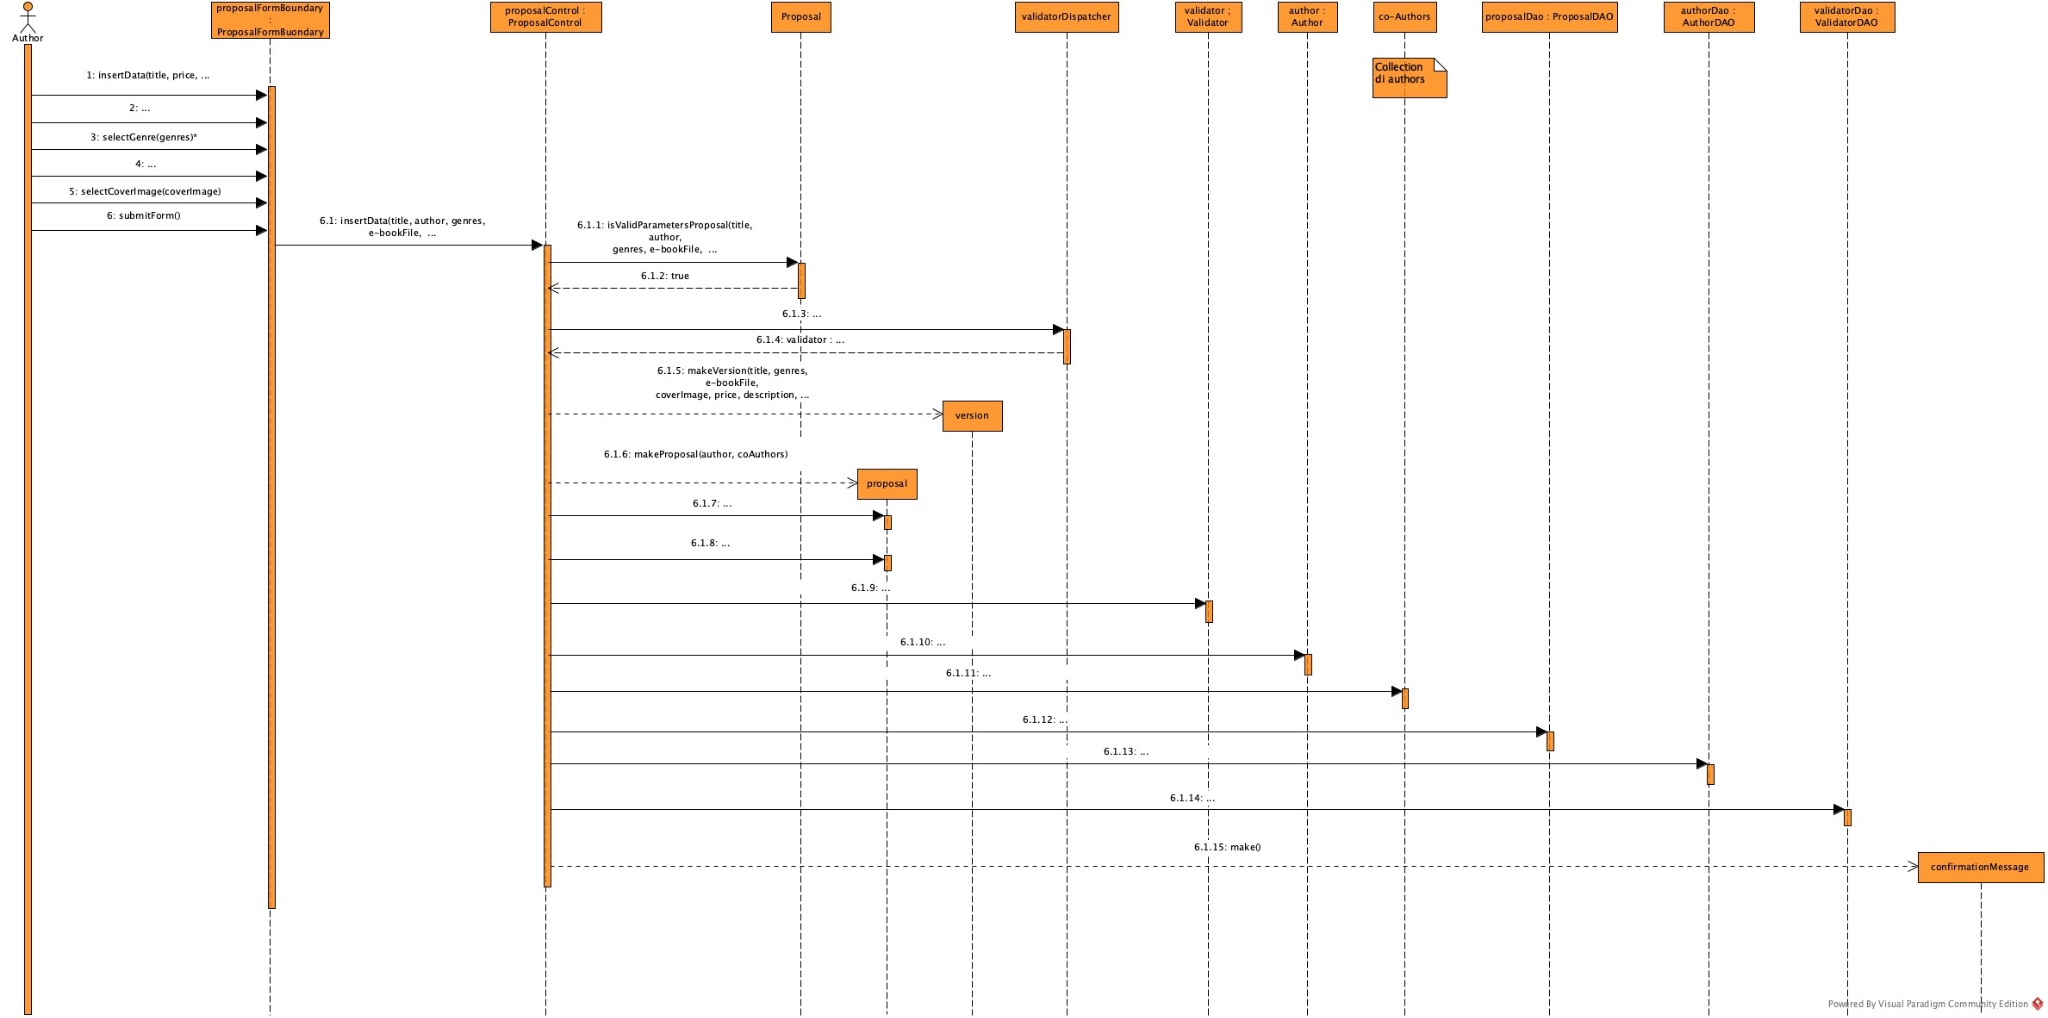 proposalFormBoundary
:
ProposalFormBuondary
proposalControl :
ProposalControl
Proposal
validatorDispatcher
validator ;
Validator
author :
Author
co-Authors
proposalDao : ProposalDAO
authorDao :
AuthorDAO
validatorDao :
ValidatorDAO
Author
Collection
di authors
1: insertData(title, price, ...
2: ...
3: selectGenre(genres)*
4: ...
5: selectCoverImage(coverImage)
6: submitForm()
6.1: insertData(title, author, genres,
e-bookFile, ...
6.1.1: isValidParametersProposal(title,
author,
genres, e-bookFile, ...
6.1.2: true
6.1.3: ...
6.1.4: validator : ...
6.1.5: makeVersion(title, genres,
e-bookFile,
coverImage, price, description, ...
version
6.1.6: makeProposal(author, coAuthors)
proposal
6.1.7: ...
6.1.8: ...
6.1.9: ...
6.1.10: ...
6.1.11: ...
6.1.12: ...
6.1.13: ...
6.1.14: ...
6.1.15: make()
confirmationMessage
Powered By Visual Paradigm Community Edition